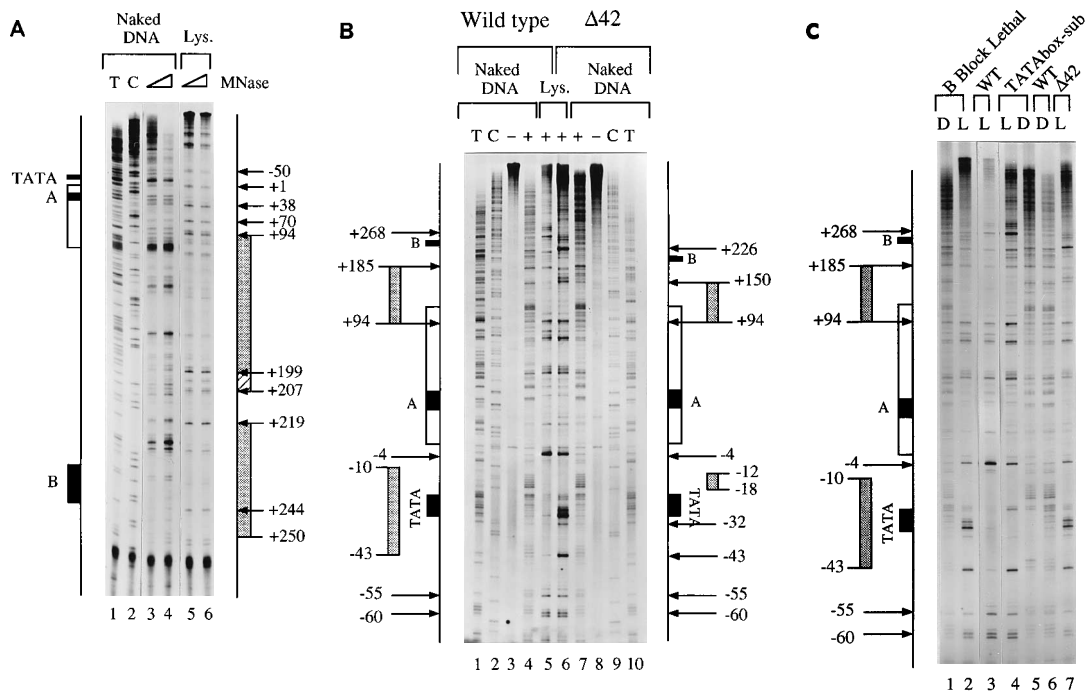 A
Naked
DNA
Lys.
T C
MNase
TATA
A
B
-50
+1
+38
+70
+94
+199
+207
+219
+244
+250
1 2 3 4 5 6
B
Wild type Δ42
Naked
DNA
Lys.
Naked
DNA
T C – + + + + – C T
+268
B
+185
+94
-4
-10
TATA
-43
-55
-60
+226
B
+150
+94
A
-4
-12
-18
TATA
-32
-43
-55
-60
1 2 3 4 5 6 7 8 9 10
C
B Block Lethal
WT
TATAbox-sub
WT
Δ42
D L L L D D L
+268
B
+185
+94
A
-4
-10
TATA
-43
-55
-60
1 2 3 4 5 6 7